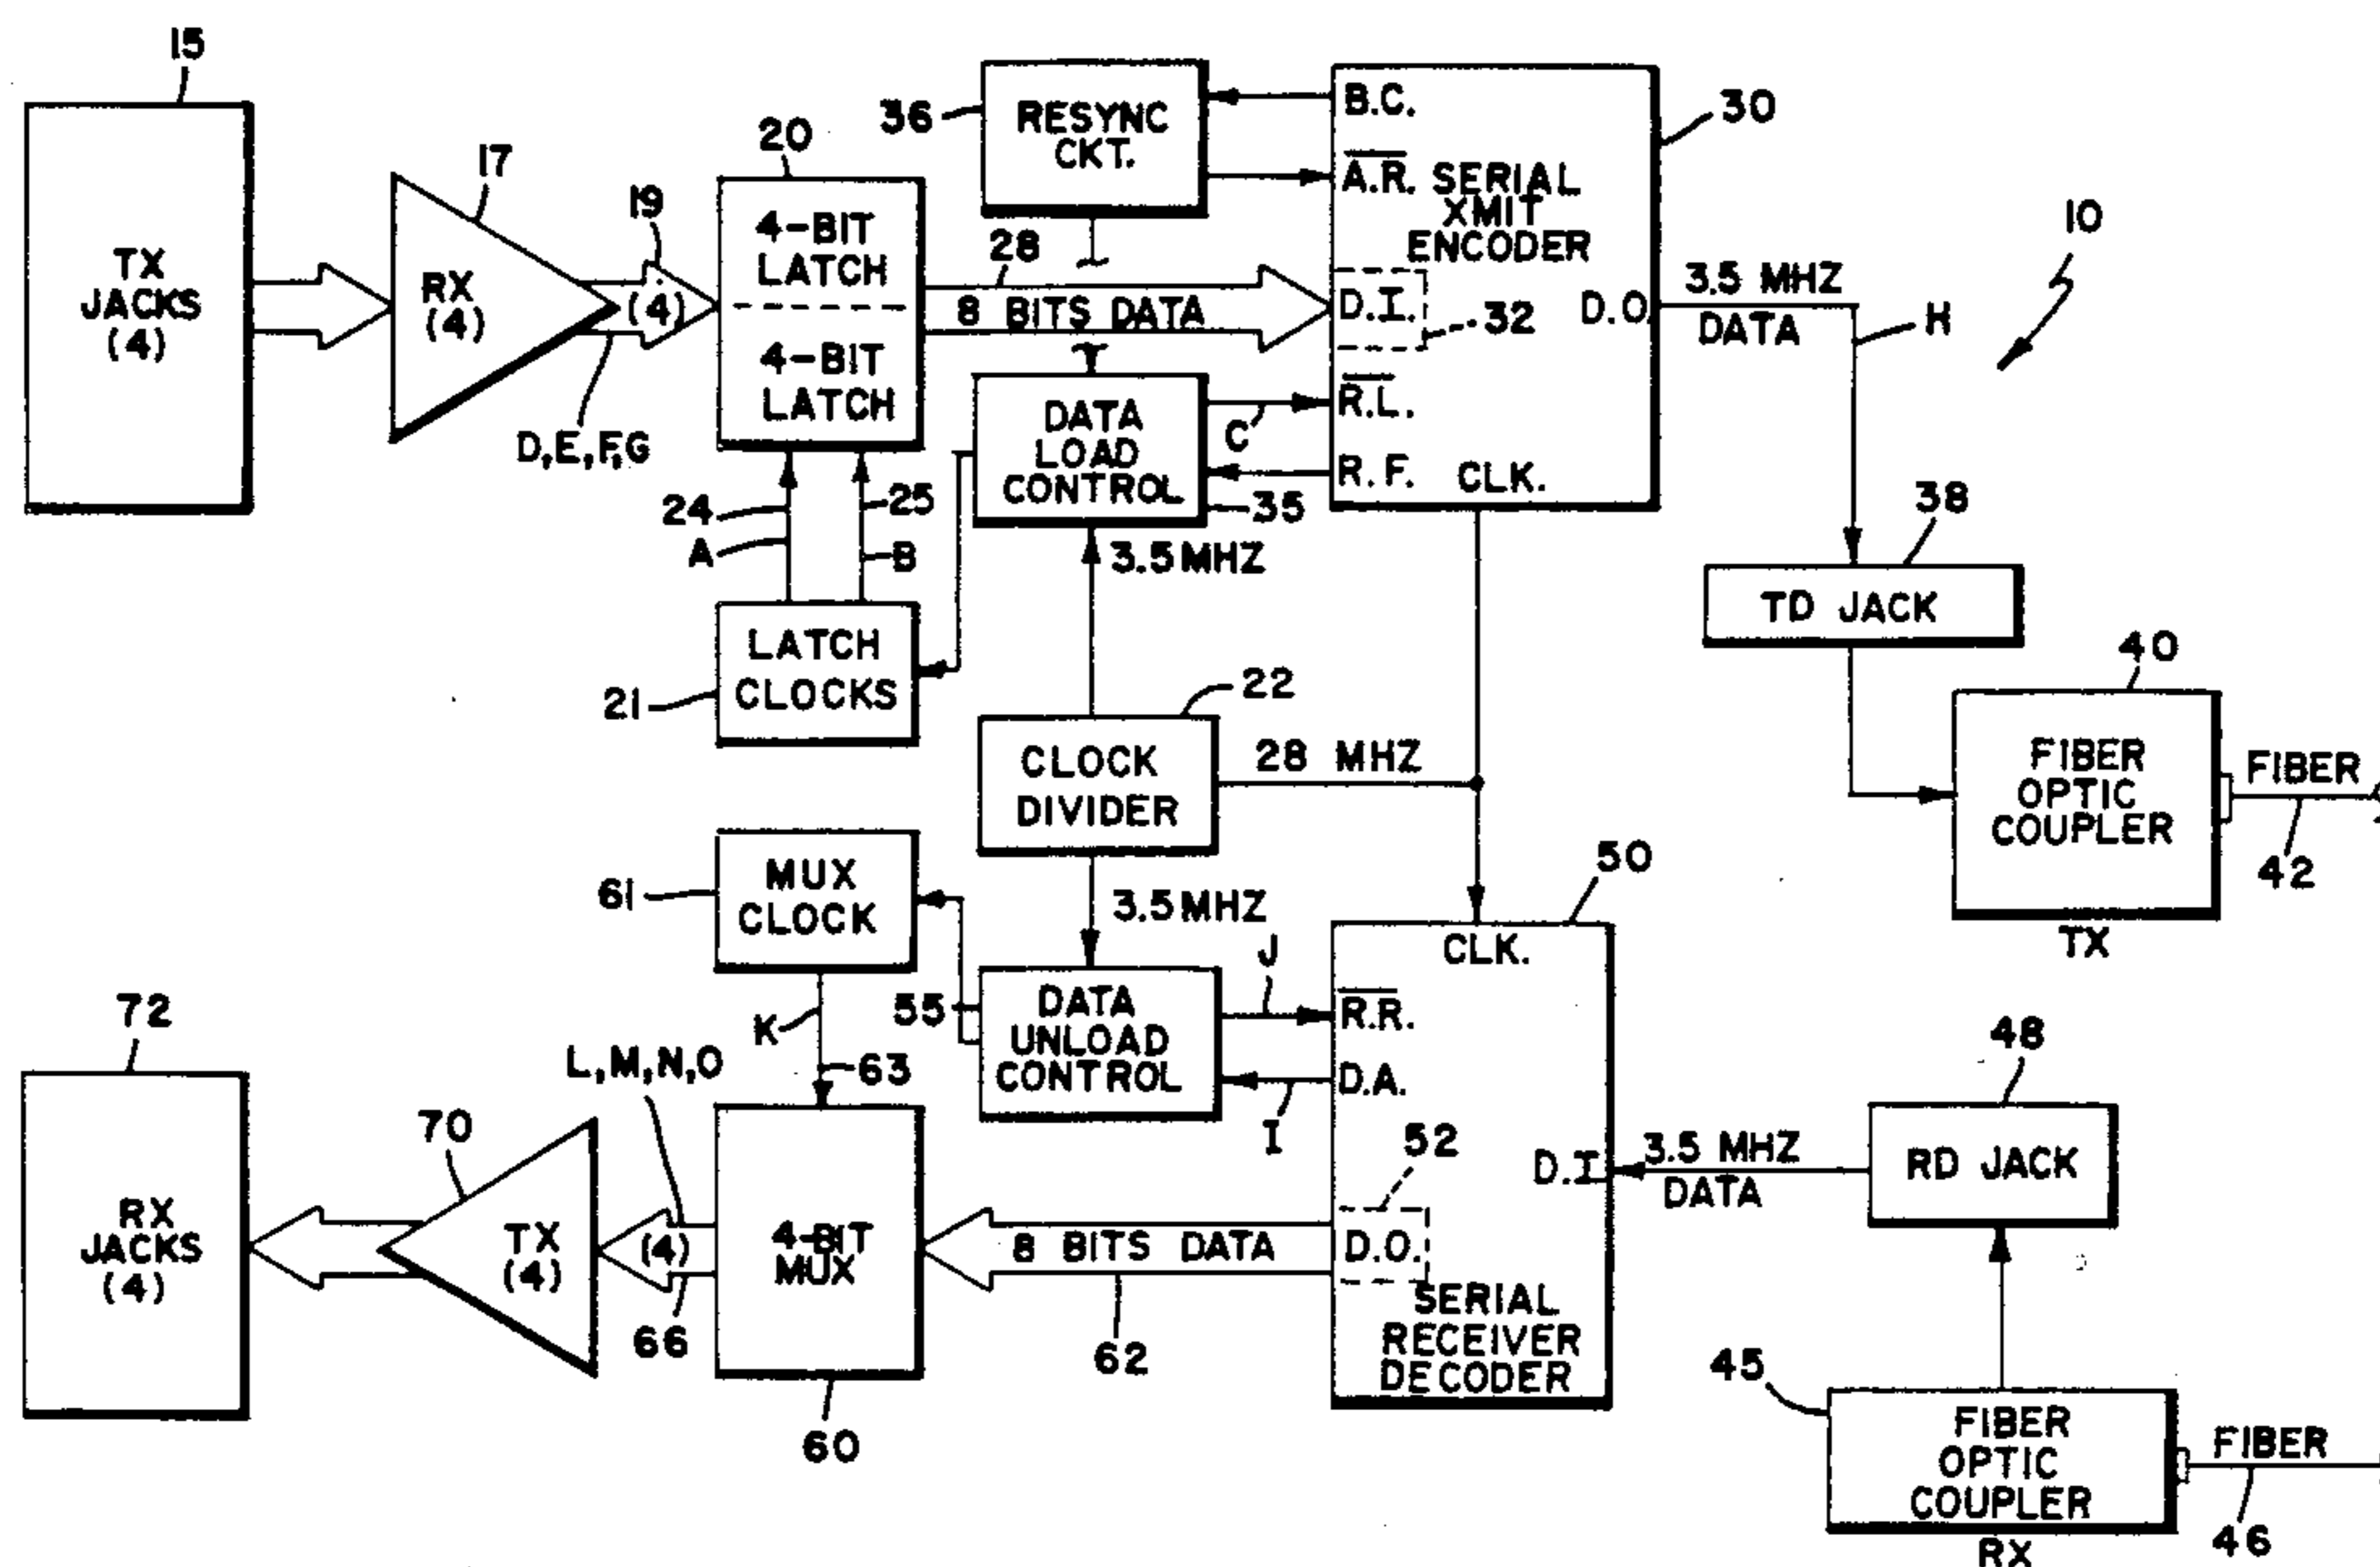 15
TX
JACKS
(4)
17
RX
(4)
19
(4)
D,E,F,G
20
4-BIT
LATCH
4-BIT
LATCH
24
A
25
B
LATCH
CLOCKS
21
36
RESYNC
CKT.
28
8 BITS DATA
DATA
LOAD
CONTROL
35
C
3.5 MHZ
B.C.
A.R.
SERIAL
XMIT
ENCODER
D.I.
32
D.O.
R.L.
R.F.
CLK.
30
3.5 MHZ
DATA
H
10
38
TD JACK
40
FIBER
OPTIC
COUPLER
TX
FIBER
42
22
CLOCK
DIVIDER
28 MHZ
3.5 MHZ
61
MUX
CLOCK
K
63
55
DATA
UNLOAD
CONTROL
J
I
50
CLK.
R.R.
D.A.
52
D.O.
D.I.
SERIAL
RECEIVER
DECODER
3.5 MHZ
DATA
48
RD JACK
45
FIBER
OPTIC
COUPLER
RX
FIBER
46
72
RX
JACKS
(4)
70
TX
(4)
L,M,N,O
(4)
66
4-BIT
MUX
60
8 BITS DATA
62